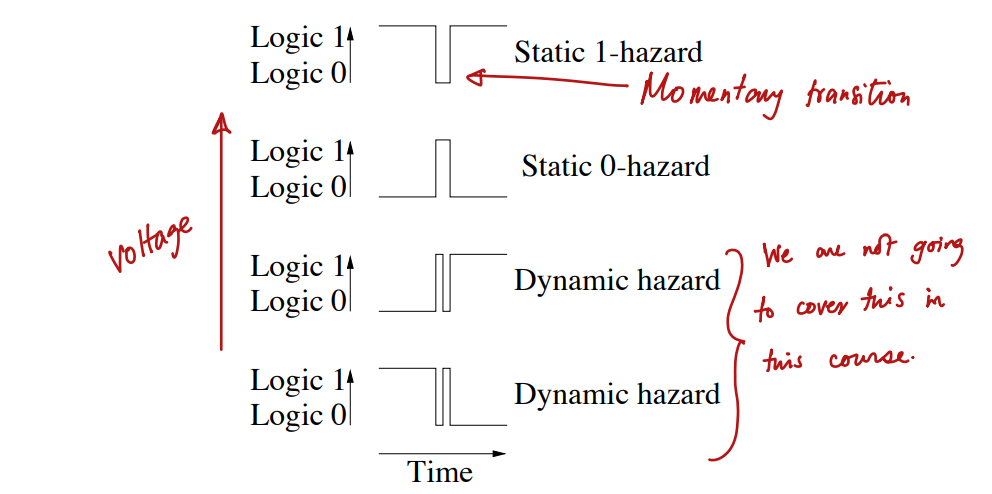 Logic 1
Logic 0
Static 1-hazard
Momentary transition
Logic 1
Logic 0
Static 0-hazard
voltage
Logic 1
Logic 0
Dynamic hazard
We are not going
to cover this in
this course.
Logic 1
Logic 0
Dynamic hazard
Time